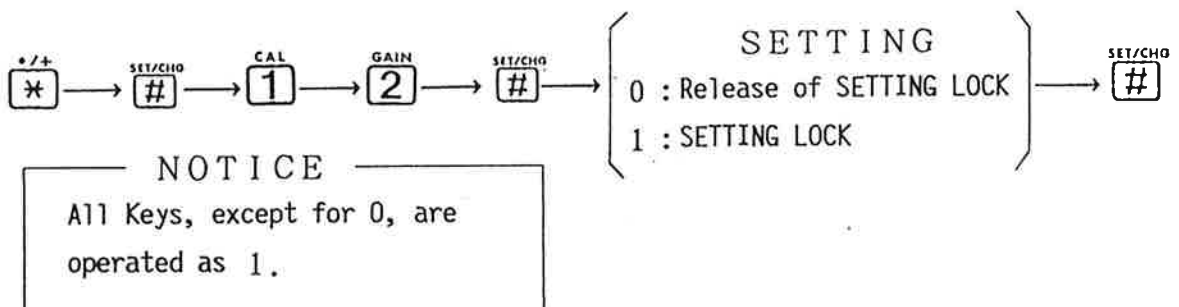 •/+ SET/CHG CAL GAIN SET/CHG SETTING SET/CHG
* → # → 1 → 2 → # → 0 : Release of SETTING LOCK → #
1 : SETTING LOCK
NOTICE
All Keys, except for 0, are
operated as 1.